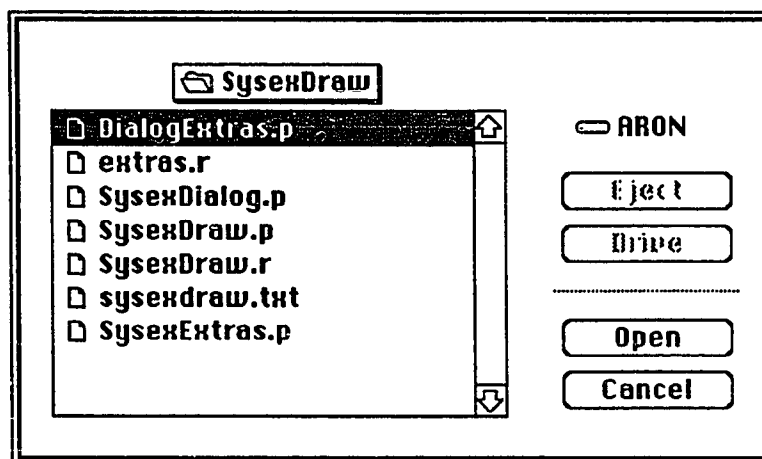 SysexDraw
DialogExtras.p
extras.r
SysexDialog.p
SysexDraw.p
SysexDraw.r
sysexdraw.txt
SysexExtras.p
ARON
Eject
Drive
Open
Cancel